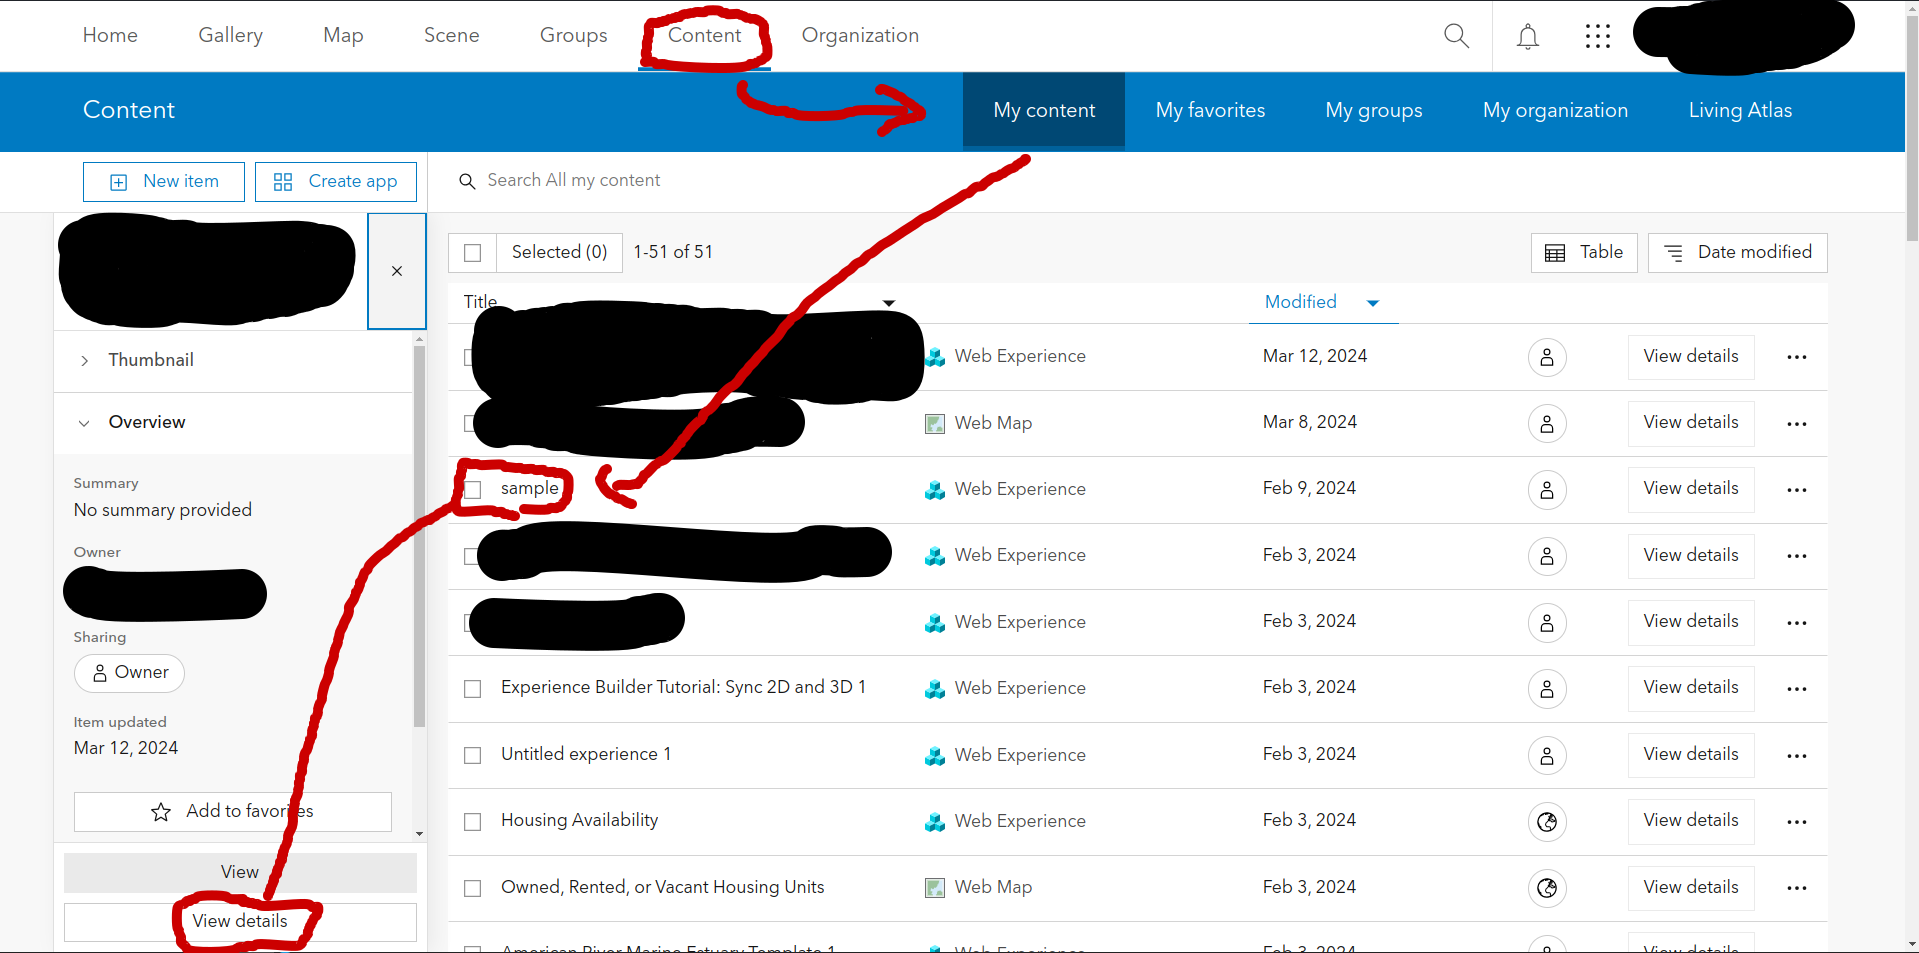 Home Gallery Map Scene Groups Content Organization
Content My content My favorites My groups My organization Living Atlas
New item Create app Search All my content
Selected (0) 1-51 of 51 Table Date modified
Title Modified
Thumbnail
Web Experience Mar 12, 2024 View details
Overview
Web Map Mar 8, 2024 View details
Summary
No summary provided
sample Web Experience Feb 9, 2024 View details
Owner
Web Experience Feb 3, 2024 View details
Sharing
Owner
Web Experience Feb 3, 2024 View details
Experience Builder Tutorial: Sync 2D and 3D 1 Web Experience Feb 3, 2024 View details
Item updated
Mar 12, 2024
Untitled experience 1 Web Experience Feb 3, 2024 View details
Add to favorites
Housing Availability Web Experience Feb 3, 2024 View details
View
Owned, Rented, or Vacant Housing Units Web Map Feb 3, 2024 View details
View details
American River Marine Estuary Template 1 Web Experience Feb 3, 2024 View details